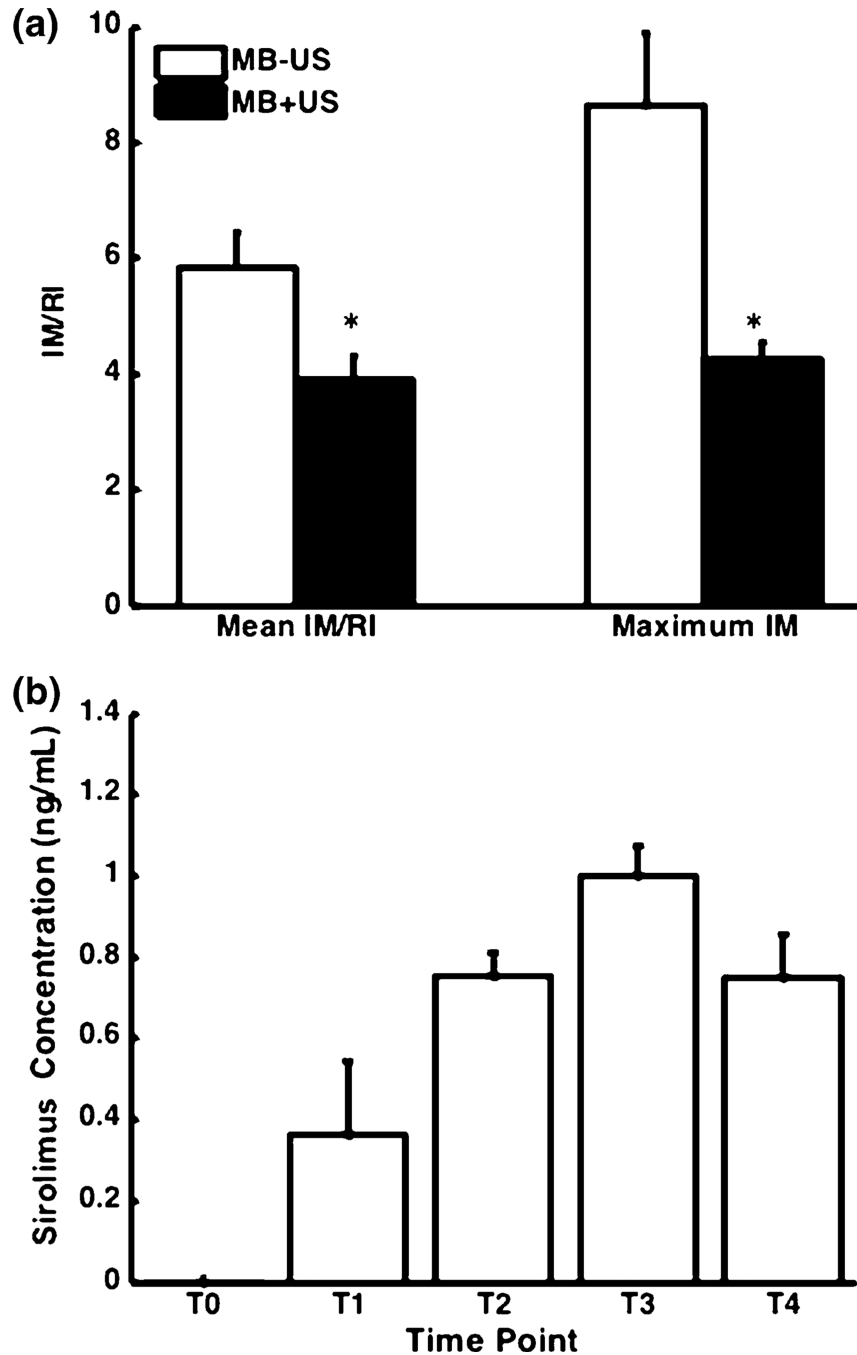 (a)
10
8
6
4
2
0
IM/RI
MB-US
MB+US
*
*
Mean IM/RI
Maximum IM
(b)
1.4
1.2
1
0.8
0.6
0.4
0.2
0
Sirolimus Concentration (ng/mL)
T0
T1
T2
T3
T4
Time Point